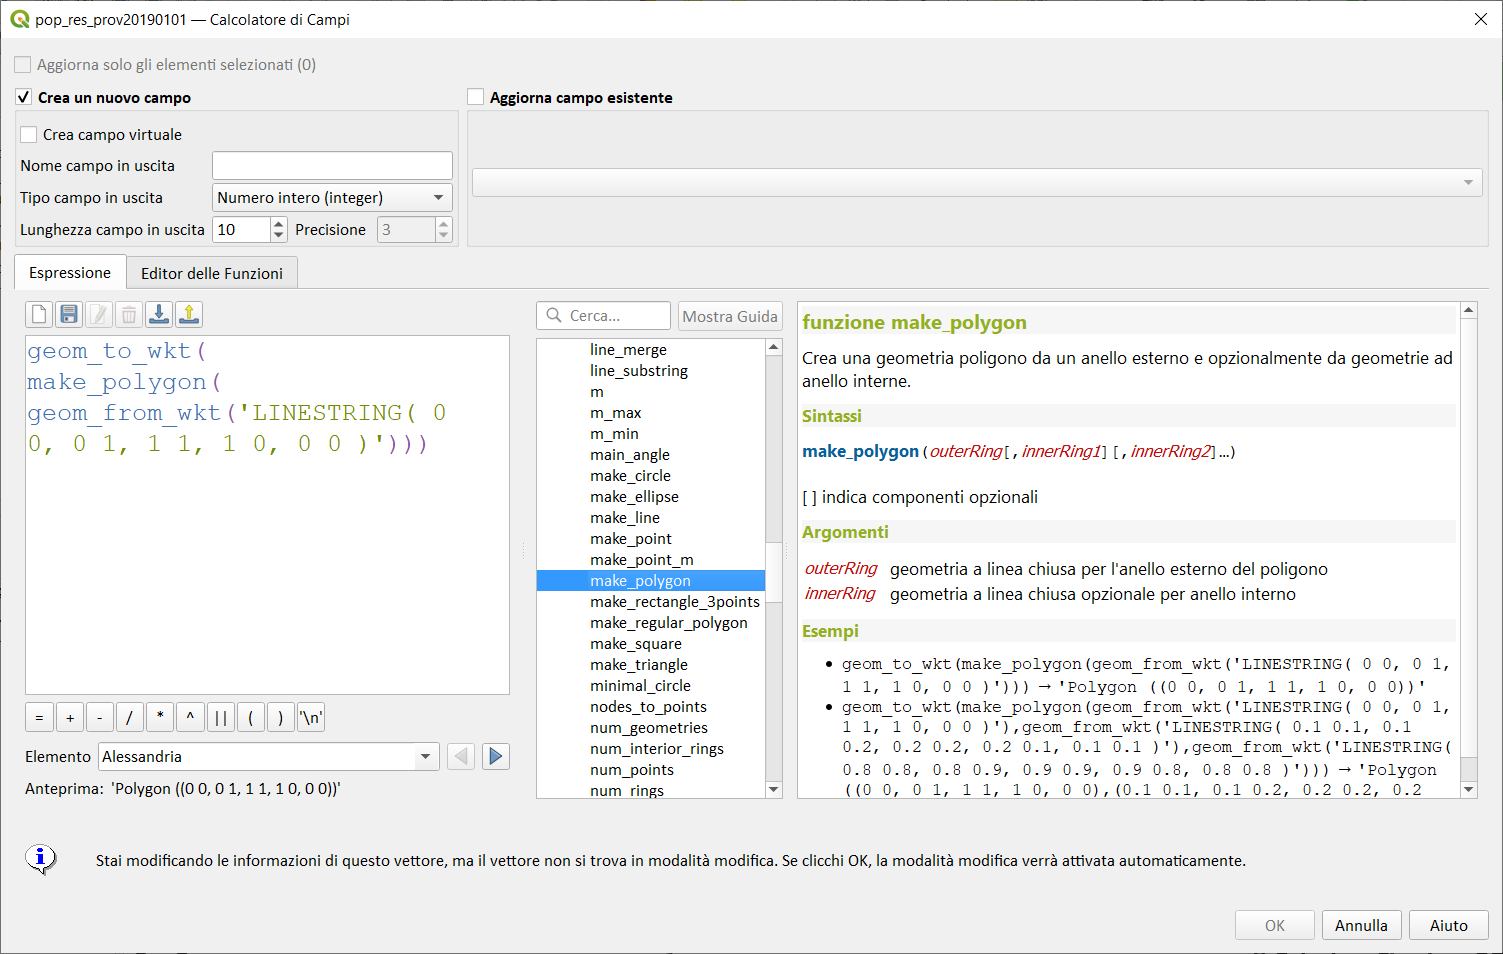 pop_res_prov20190101 — Calcolatore di Campi
Aggiorna solo gli elementi selezionati (0)
Crea un nuovo campo
Aggiorna campo esistente
Crea campo virtuale
Nome campo in uscita
Tipo campo in uscita Numero intero (integer)
Lunghezza campo in uscita 10 Precisione 3
Espressione Editor delle Funzioni
geom_to_wkt(
make_polygon(
geom_from_wkt('LINESTRING( 0
0, 0 1, 1 1, 1 0, 0 0 )')))
= + - / * ^ || ( ) '\n'
Elemento Alessandria
Anteprima: 'Polygon ((0 0, 0 1, 1 1, 1 0, 0 0))'
Cerca... Mostra Guida
line_merge
line_substring
m
m_max
m_min
main_angle
make_circle
make_ellipse
make_line
make_point
make_point_m
make_polygon
make_rectangle_3points
make_regular_polygon
make_square
make_triangle
minimal_circle
nodes_to_points
num_geometries
num_interior_rings
num_points
num_rings
funzione make_polygon
Crea una geometria poligono da un anello esterno e opzionalmente da geometrie ad
anello interne.
Sintassi
make_polygon(outerRing[,innerRing1][,innerRing2]...)
[ ] indica componenti opzionali
Argomenti
outerRing geometria a linea chiusa per l'anello esterno del poligono
innerRing geometria a linea chiusa opzionale per anello interno
Esempi
• geom_to_wkt(make_polygon(geom_from_wkt('LINESTRING( 0 0, 0 1,
1 1, 1 0, 0 0 )'))) → 'Polygon ((0 0, 0 1, 1 1, 1 0, 0 0))'
• geom_to_wkt(make_polygon(geom_from_wkt('LINESTRING( 0 0, 0 1,
1 1, 1 0, 0 0 )'),geom_from_wkt('LINESTRING( 0.1 0.1, 0.1
0.2, 0.2 0.2, 0.2 0.1, 0.1 0.1 )'),geom_from_wkt('LINESTRING(
0.8 0.8, 0.8 0.9, 0.9 0.9, 0.9 0.8, 0.8 0.8 )'))) → 'Polygon
((0 0, 0 1, 1 1, 1 0, 0 0),(0.1 0.1, 0.1 0.2, 0.2 0.2, 0.2
Stai modificando le informazioni di questo vettore, ma il vettore non si trova in modalità modifica. Se clicchi OK, la modalità modifica verrà attivata automaticamente.
OK Annulla Aiuto